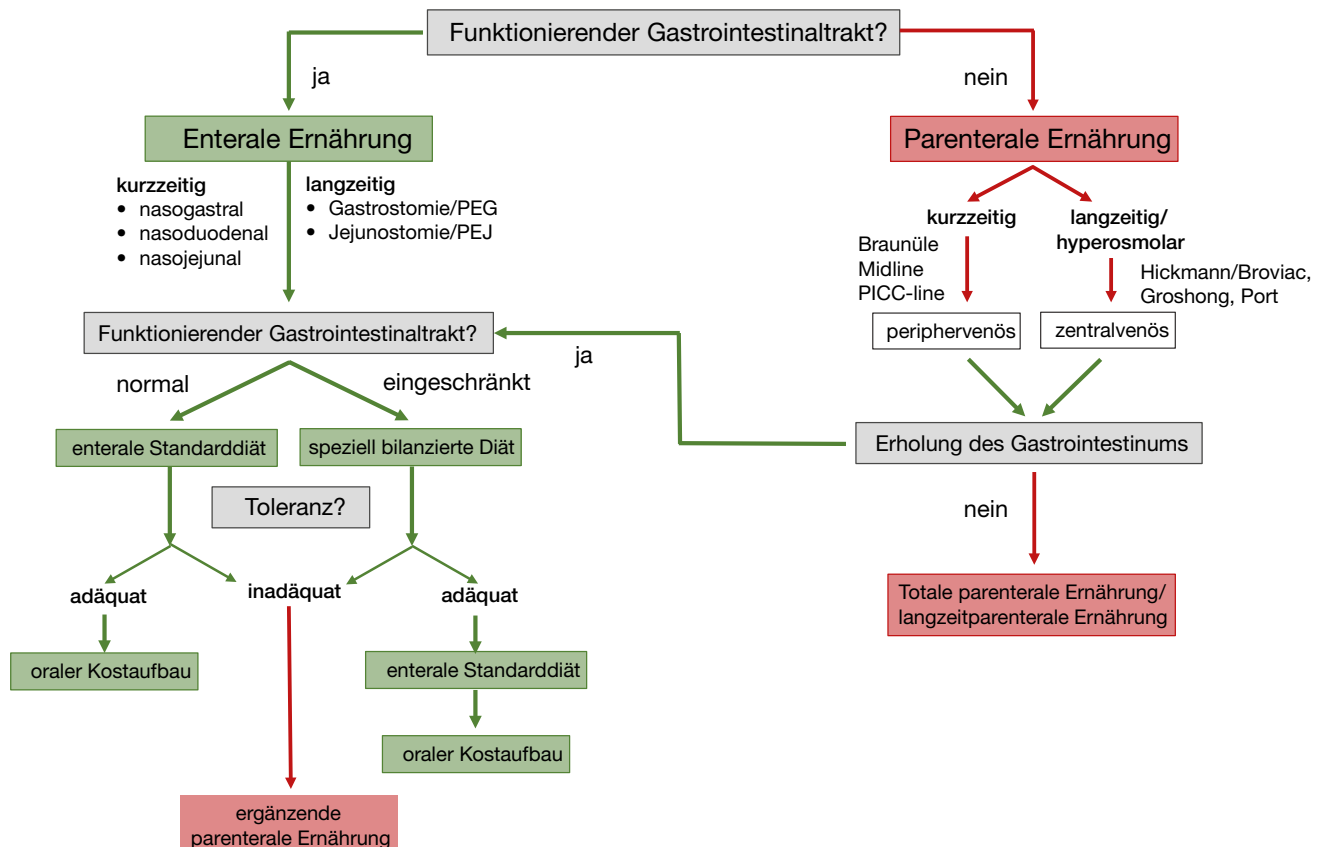 Funktionierender Gastrointestinaltrakt?
ja
nein
Enterale Ernährung
Parenterale Ernährung
kurzzeitig
• nasogastral
• nasoduodenal
• nasojejunal
langzeitig
• Gastrostomie/PEG
• Jejunostomie/PEJ
kurzzeitig
Braunüle
Midline
PICC-line
langzeitig/
hyperosmolar
Hickmann/Broviac,
Groshong, Port
periphervenös
zentralvenös
Funktionierender Gastrointestinaltrakt?
ja
normal
eingeschränkt
enterale Standarddiät
speziell bilanzierte Diät
Erholung des Gastrointestinums
Toleranz?
nein
adäquat
inadäquat
adäquat
Totale parenterale Ernährung/
langzeitparenterale Ernährung
oraler Kostaufbau
enterale Standarddiät
oraler Kostaufbau
ergänzende
parenterale Ernährung